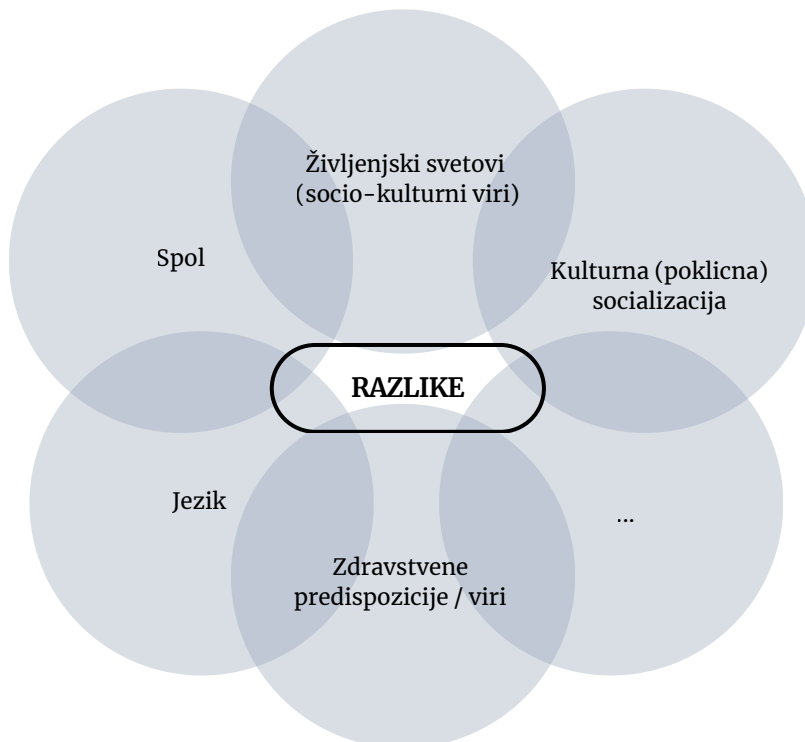 Življenjski svetovi
(socio-kulturni viri)
Spol
Kulturna (poklicna)
socializacija
RAZLIKE
Jezik
...
Zdravstvene
predispozicije / viri